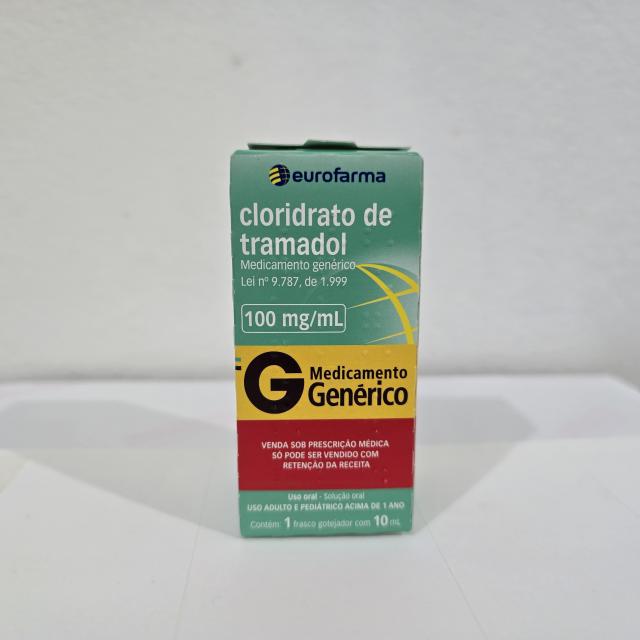 eurofarma
cloridrato de
tramadol
Medicamento genérico
Lei nº 9.787, de 1.999
100 mg/mL
G Medicamento
Genérico
VENDA SOB PRESCRIÇÃO MÉDICA
SÓ PODE SER VENDIDO COM
RETENÇÃO DA RECEITA
Uso oral - Solução oral
USO ADULTO E PEDIÁTRICO ACIMA DE 1 ANO
Contém: 1 frasco gotejador com 10 mL